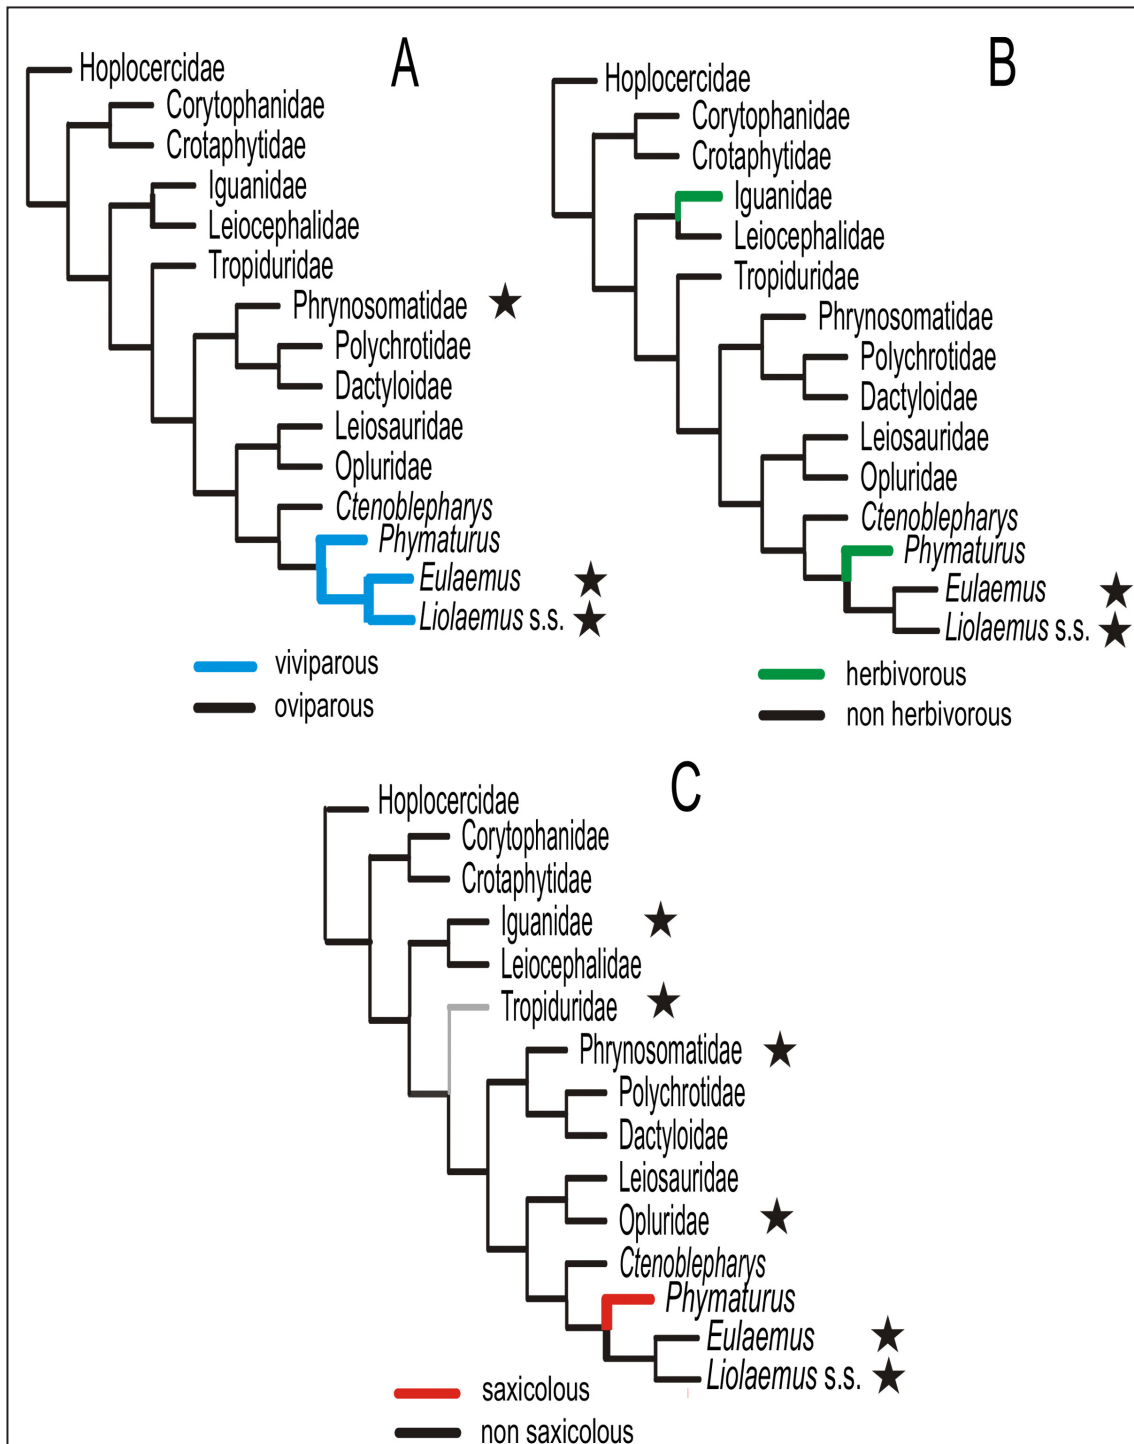 A
Hoplocercidae
Corytophanidae
Crotaphytidae
Iguanidae
Leiocephalidae
Tropiduridae
Phrynosomatidae
Polychrotidae
Dactyloidae
Leiosauridae
Opluridae
Ctenoblepharys
Phymaturus
Eulaemus
Liolaemus s.s.
viviparous
oviparous
B
Hoplocercidae
Corytophanidae
Crotaphytidae
Iguanidae
Leiocephalidae
Tropiduridae
Phrynosomatidae
Polychrotidae
Dactyloidae
Leiosauridae
Opluridae
Ctenoblepharys
Phymaturus
Eulaemus
Liolaemus s.s.
herbivorous
non herbivorous
C
Hoplocercidae
Corytophanidae
Crotaphytidae
Iguanidae
Leiocephalidae
Tropiduridae
Phrynosomatidae
Polychrotidae
Dactyloidae
Leiosauridae
Opluridae
Ctenoblepharys
Phymaturus
Eulaemus
Liolaemus s.s.
saxicolous
non saxicolous